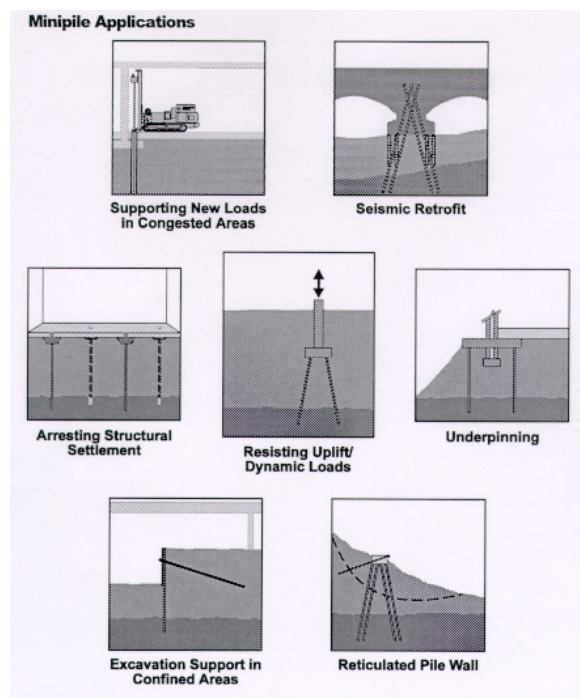 Minipile Applications
Supporting New Loads
in Congested Areas
Seismic Retrofit
Arresting Structural
Settlement
Resisting Uplift/
Dynamic Loads
Underpinning
Excavation Support in
Confined Areas
Reticulated Pile Wall